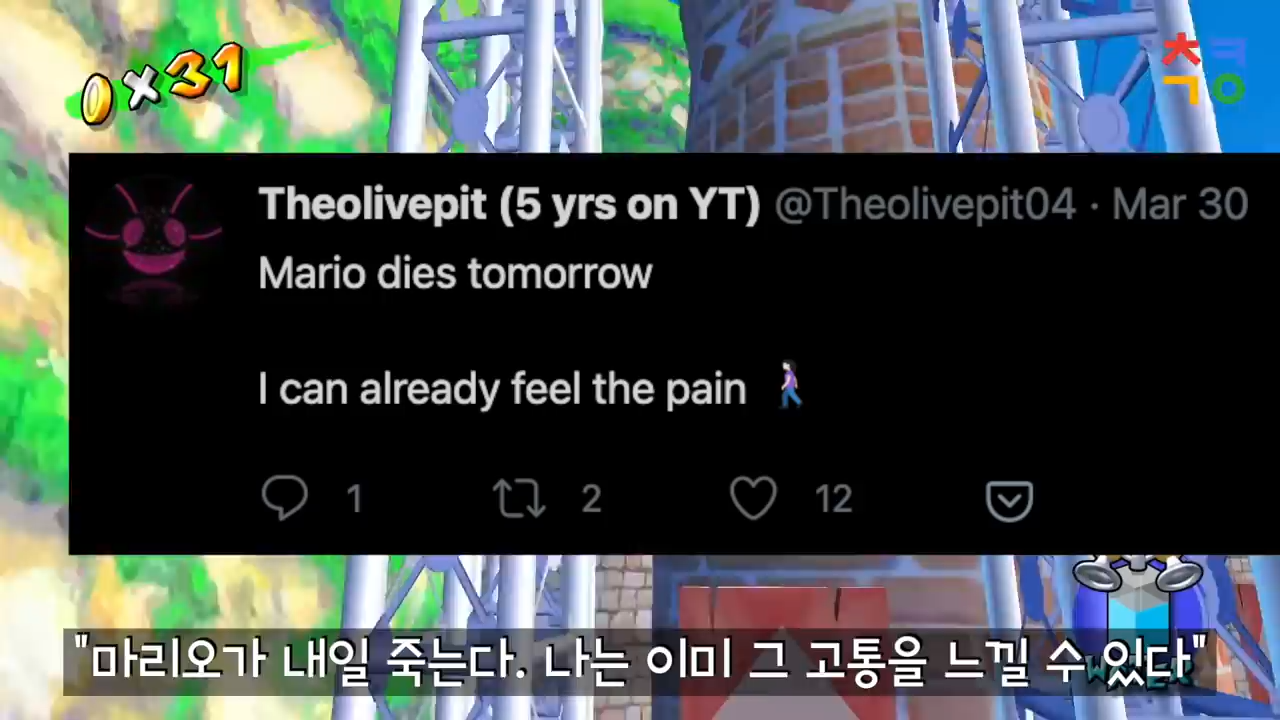 0×31
ㅊㅋ
ㄱㅇ
Theolivepit (5 yrs on YT) @Theolivepit04 · Mar 30
Mario dies tomorrow
I can already feel the pain 🚶🏻‍♀️
1 2 12
"마리오가 내일 죽는다. 나는 이미 그 고통을 느낄 수 있다"